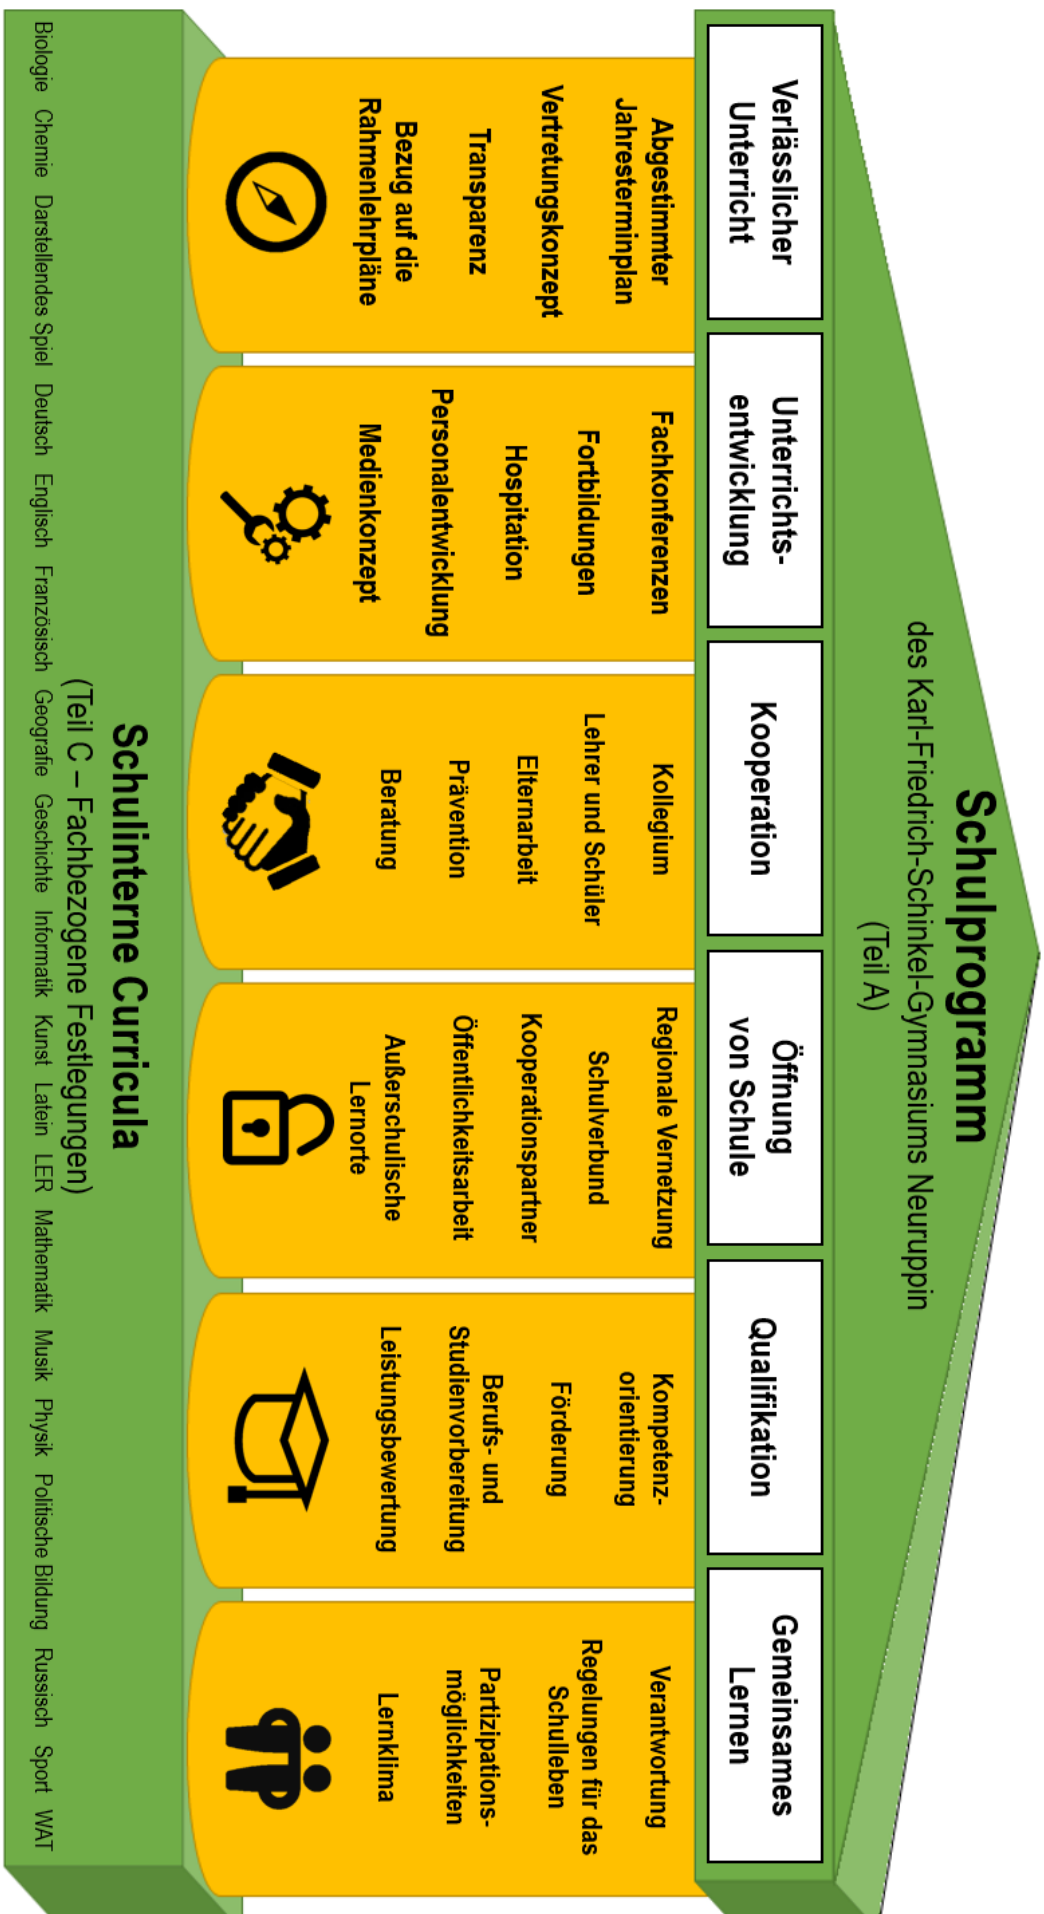 Schulprogramm
des Karl-Friedrich-Schinkel-Gymnasiums Neuruppin
(Teil A)
Verlässlicher
Unterricht
Unterrichts-
entwicklung
Kooperation
Öffnung
von Schule
Qualifikation
Gemeinsames
Lernen
Abgestimmter
Jahresterminplan
Vertretungskonzept
Transparenz
Bezug auf die
Rahmenlehrpläne
Fachkonferenzen
Fortbildungen
Hospitation
Personalentwicklung
Medienkonzept
Kollegium
Lehrer und Schüler
Elternarbeit
Prävention
Beratung
Regionale Vernetzung
Schulverbund
Kooperationspartner
Öffentlichkeitsarbeit
Außerschulische
Lernorte
Kompetenz-
orientierung
Förderung
Berufs- und
Studienvorbereitung
Leistungsbewertung
Verantwortung
Regelungen für das
Schulleben
Partizipations-
möglichkeiten
Lernklima
Schulinterne Curricula
(Teil C – Fachbezogene Festlegungen)
Biologie Chemie Darstellendes Spiel Deutsch Englisch Französisch Geografie Geschichte Informatik Kunst Latein LER Mathematik Musik Physik Politische Bildung Russisch Sport WAT